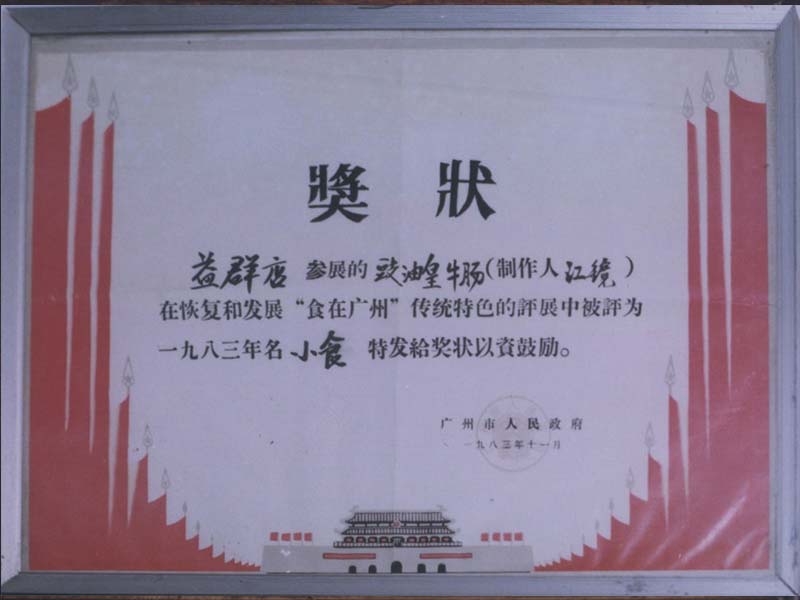 獎狀
益群店 参展的 豉油皇牛肠(制作人 江镜)
在恢复和发展“食在广州”传统特色的評展中被評为
一九八三年名小食 特发給奖状以資鼓励。
广州市人民政府
一九八三年十一月